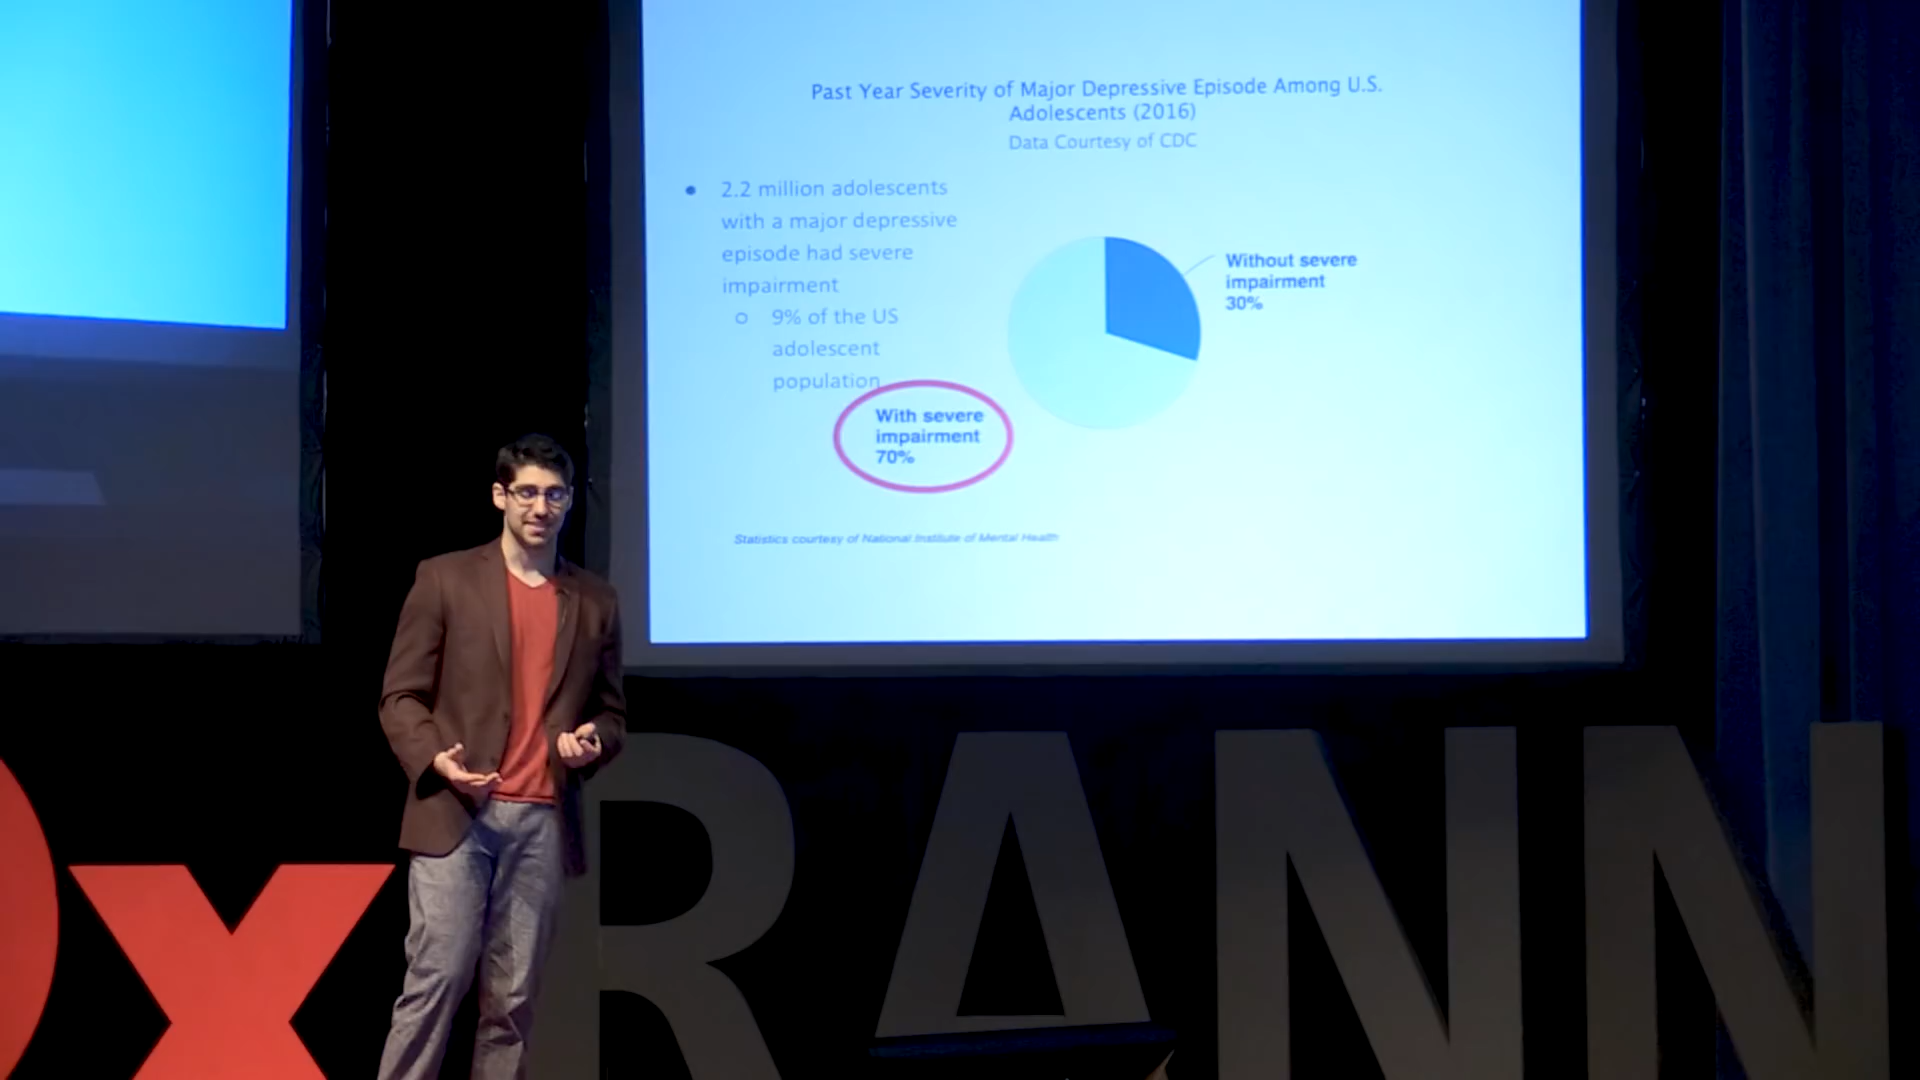 Past Year Severity of Major Depressive Episode Among U.S.
Adolescents (2016)
Data Courtesy of CDC
● 2.2 million adolescents
with a major depressive
episode had severe
impairment
○ 9% of the US
adolescent
population
Without severe
impairment
30%
With severe
impairment
70%
Statistics courtesy of National Institute of Mental Health
x RANN